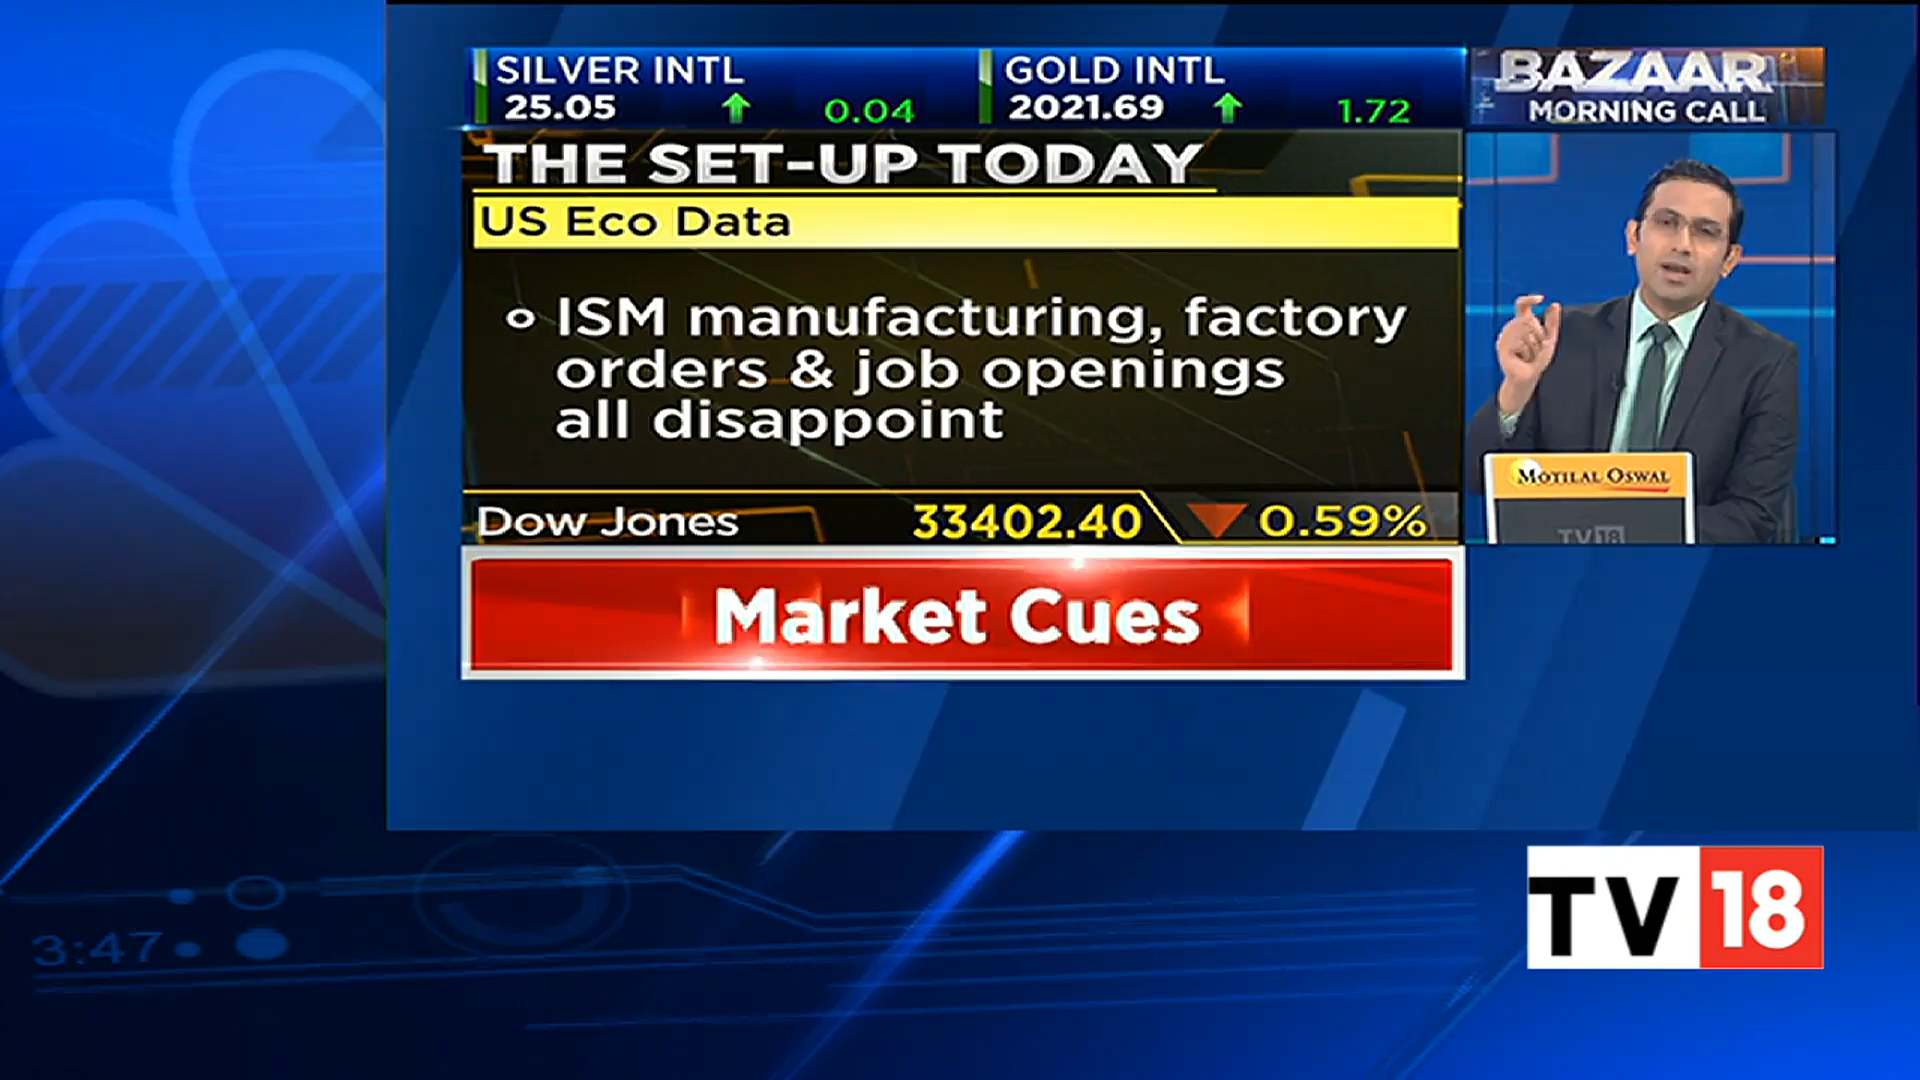 SILVER INTL
25.05 0.04
GOLD INTL
2021.69 1.72
BAZAAR
MORNING CALL
THE SET-UP TODAY
US Eco Data
ISM manufacturing, factory
orders & job openings
all disappoint
MOTILAL OSWAL
TV18
Dow Jones 33402.40 0.59%
Market Cues
TV18
3:47